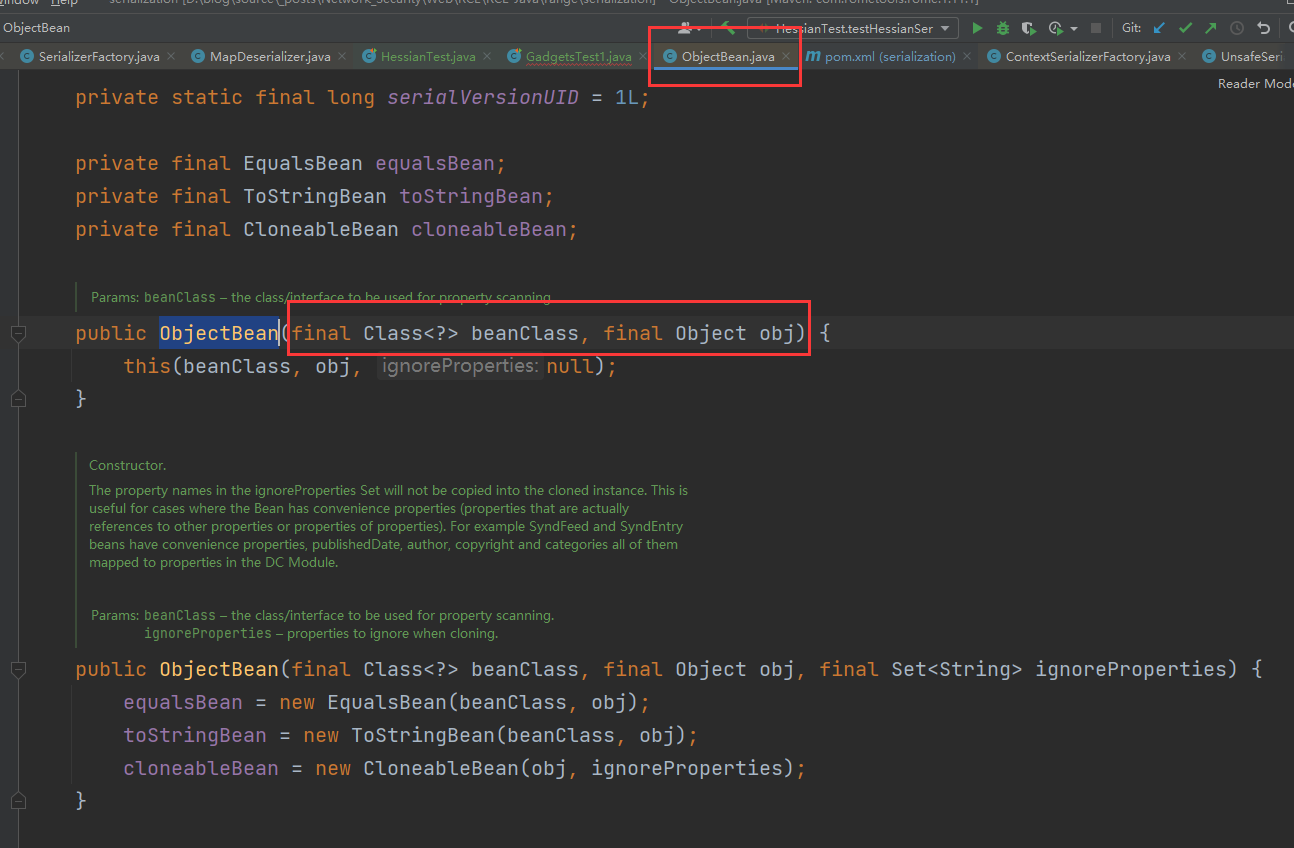 Window Help serialization [D:\Blog\source\_posts\Network_Security\Web\RCE\RCE-Java\range\serialization] - ObjectBean.java [Maven: com.rometools:rome:1.11.1]
ObjectBean HessianTest.testHessianSer Git:
SerializerFactory.java MapDeserializer.java HessianTest.java GadgetsTest1.java ObjectBean.java pom.xml (serialization) ContextSerializerFactory.java UnsafeSeri
Reader Mode
private static final long serialVersionUID = 1L;
private final EqualsBean equalsBean;
private final ToStringBean toStringBean;
private final CloneableBean cloneableBean;
Params: beanClass – the class/interface to be used for property scanning
public ObjectBean(final Class<?> beanClass, final Object obj) {
this(beanClass, obj, ignoreProperties: null);
}
Constructor.
The property names in the ignoreProperties Set will not be copied into the cloned instance. This is
useful for cases where the Bean has convenience properties (properties that are actually
references to other properties or properties of properties). For example SyndFeed and SyndEntry
beans have convenience properties, publishedDate, author, copyright and categories all of them
mapped to properties in the DC Module.
Params: beanClass – the class/interface to be used for property scanning.
ignoreProperties – properties to ignore when cloning.
public ObjectBean(final Class<?> beanClass, final Object obj, final Set<String> ignoreProperties) {
equalsBean = new EqualsBean(beanClass, obj);
toStringBean = new ToStringBean(beanClass, obj);
cloneableBean = new CloneableBean(obj, ignoreProperties);
}